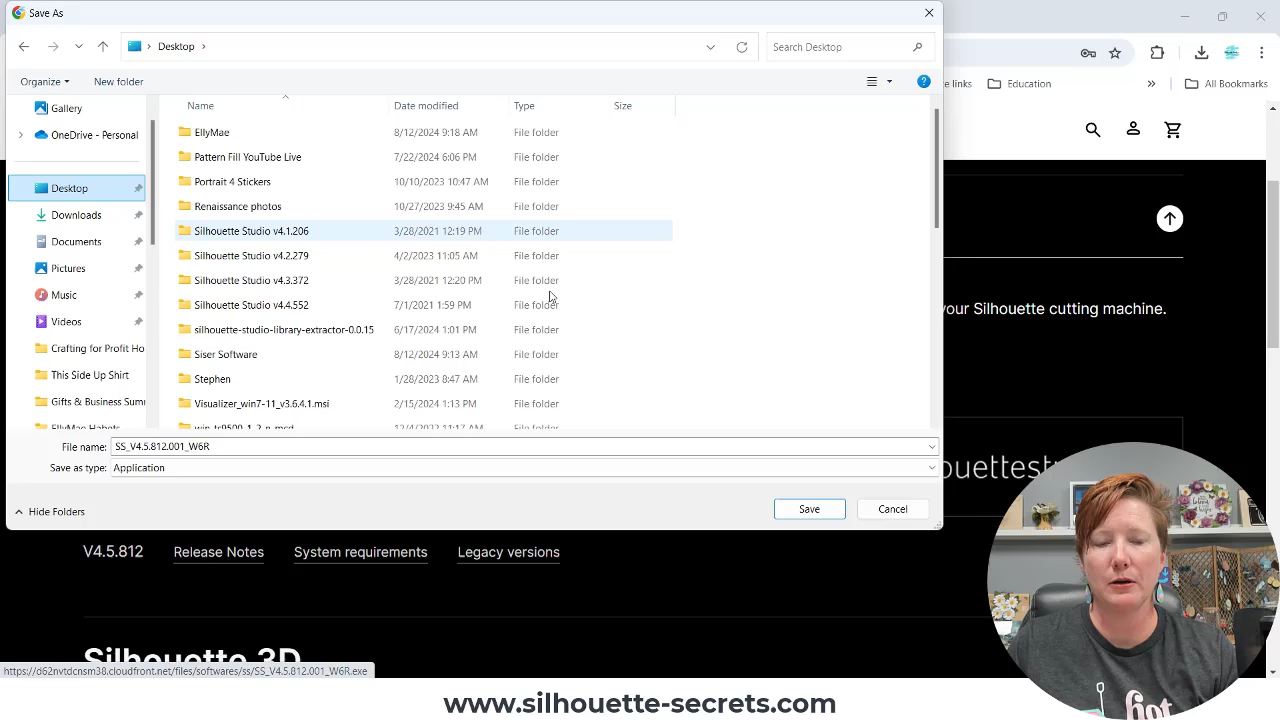 Save As
Desktop
Search Desktop
Organize
New folder
Name
Date modified
Type
Size
Gallery
OneDrive - Personal
Desktop
Downloads
Documents
Pictures
Music
Videos
Crafting for Profit Ho
This Side Up Shirt
Gifts & Business Sum
EllyMae 8/12/2024 9:18 AM File folder
Pattern Fill YouTube Live 7/22/2024 6:06 PM File folder
Portrait 4 Stickers 10/10/2023 10:47 AM File folder
Renaissance photos 10/27/2023 9:45 AM File folder
Silhouette Studio v4.1.206 3/28/2021 12:19 PM File folder
Silhouette Studio v4.2.279 4/2/2023 11:05 AM File folder
Silhouette Studio v4.3.372 3/28/2021 12:20 PM File folder
Silhouette Studio v4.4.552 7/1/2021 1:59 PM File folder
silhouette-studio-library-extractor-0.0.15 6/17/2024 1:01 PM File folder
Siser Software 8/12/2024 9:13 AM File folder
Stephen 1/28/2023 8:47 AM File folder
Visualizer_win7-11_v3.6.4.1.msi 2/15/2024 1:13 PM File folder
File name: SS_V4.5.812.001_W6R
Save as type: Application
Hide Folders
Save
Cancel
e links
Education
All Bookmarks
your Silhouette cutting machine.
ouettest
V4.5.812
Release Notes
System requirements
Legacy versions
Silhouette 3D
https://d62nvtdcnsm38.cloudfront.net/files/softwares/ss/SS_V4.5.812.001_W6R.exe
hot
www.silhouette-secrets.com